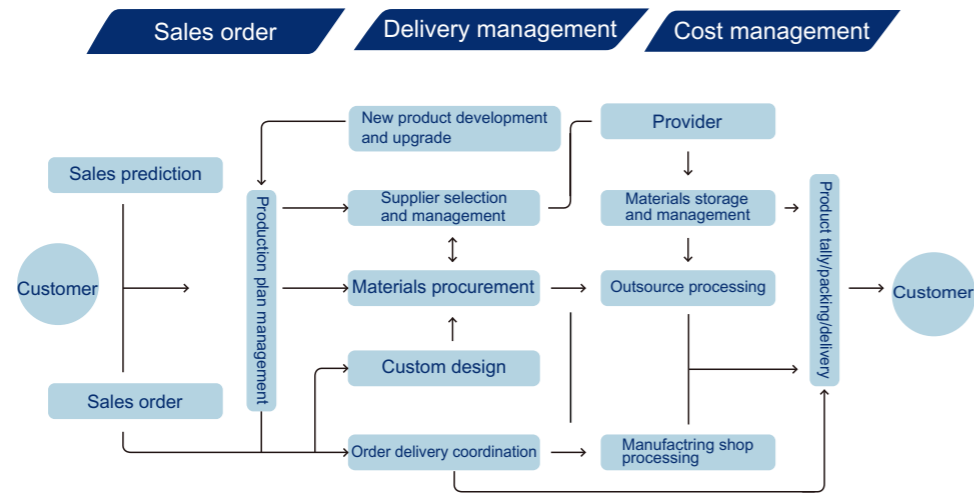 Sales order
Delivery management
Cost management
New product development
and upgrade
Provider
Sales prediction
Production plan management
Supplier selection
and management
Materials storage
and management
Product tally/packing/delivery
Customer
Materials procurement
Outsource processing
Customer
Custom design
Sales order
Order delivery coordination
Manufactring shop
processing